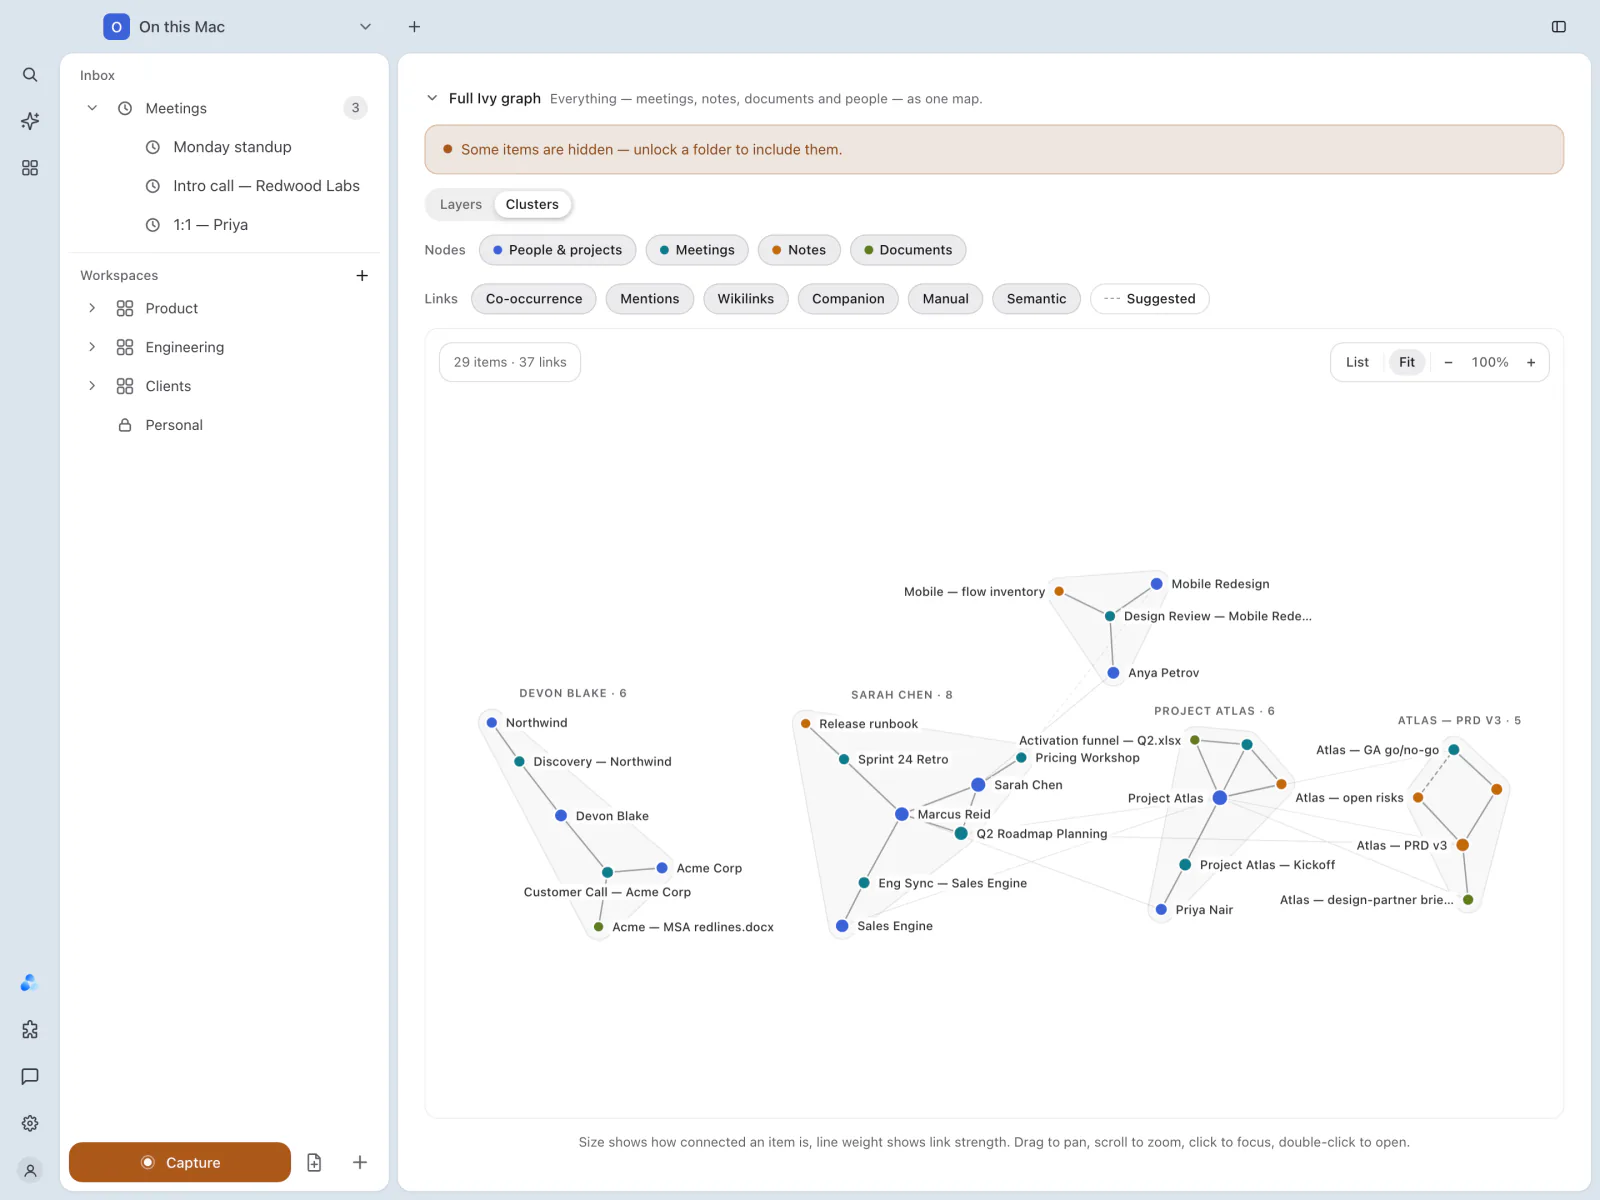 O On this Mac
Inbox
Meetings 3
Monday standup
Intro call — Redwood Labs
1:1 — Priya
Workspaces
Product
Engineering
Clients
Personal
Capture
Full Ivy graph Everything — meetings, notes, documents and people — as one map.
Some items are hidden — unlock a folder to include them.
Layers Clusters
Nodes People & projects Meetings Notes Documents
Links Co-occurrence Mentions Wikilinks Companion Manual Semantic Suggested
29 items · 37 links
List Fit − 100% +
Mobile — flow inventory
Mobile Redesign
Design Review — Mobile Rede...
Anya Petrov
DEVON BLAKE · 6
Northwind
Discovery — Northwind
Devon Blake
Acme Corp
Customer Call — Acme Corp
Acme — MSA redlines.docx
SARAH CHEN · 8
Release runbook
Sprint 24 Retro
Pricing Workshop
Sarah Chen
Marcus Reid
Q2 Roadmap Planning
Eng Sync — Sales Engine
Sales Engine
PROJECT ATLAS · 6
Activation funnel — Q2.xlsx
Project Atlas
Project Atlas — Kickoff
Priya Nair
ATLAS — PRD V3 · 5
Atlas — GA go/no-go
Atlas — open risks
Atlas — PRD v3
Atlas — design-partner brie...
Size shows how connected an item is, line weight shows link strength. Drag to pan, scroll to zoom, click to focus, double-click to open.